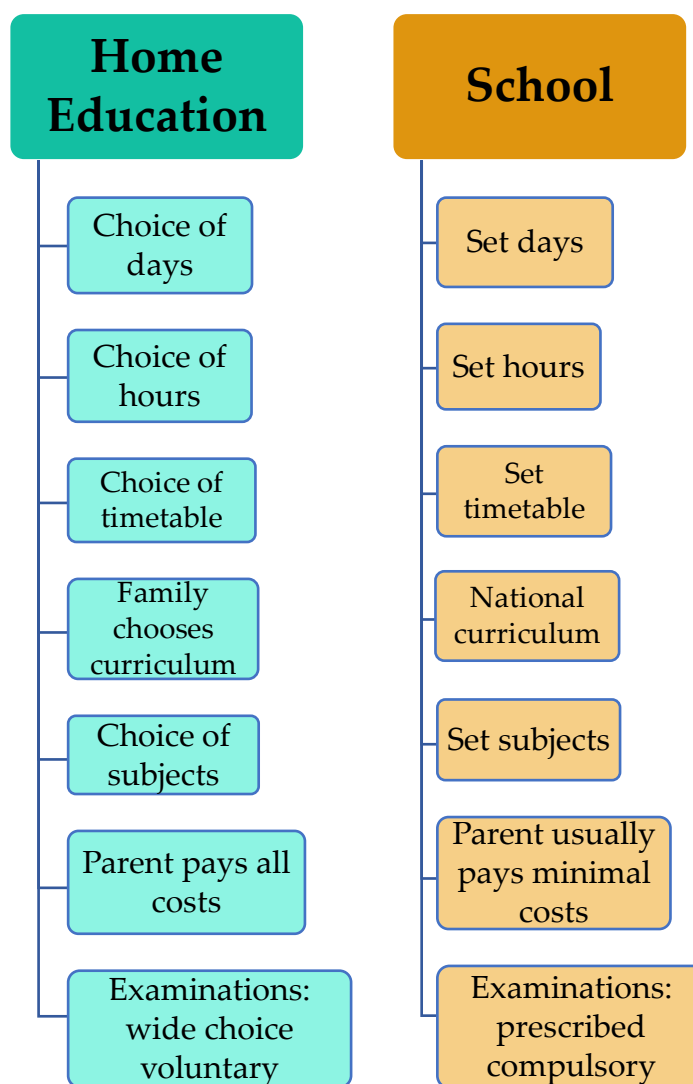 Home
Education
Choice of
days
Choice of
hours
Choice of
timetable
Family
chooses
curriculum
Choice of
subjects
Parent pays all
costs
Examinations:
wide choice
voluntary
School
Set days
Set hours
Set
timetable
National
curriculum
Set subjects
Parent usually
pays minimal
costs
Examinations:
prescribed
compulsory